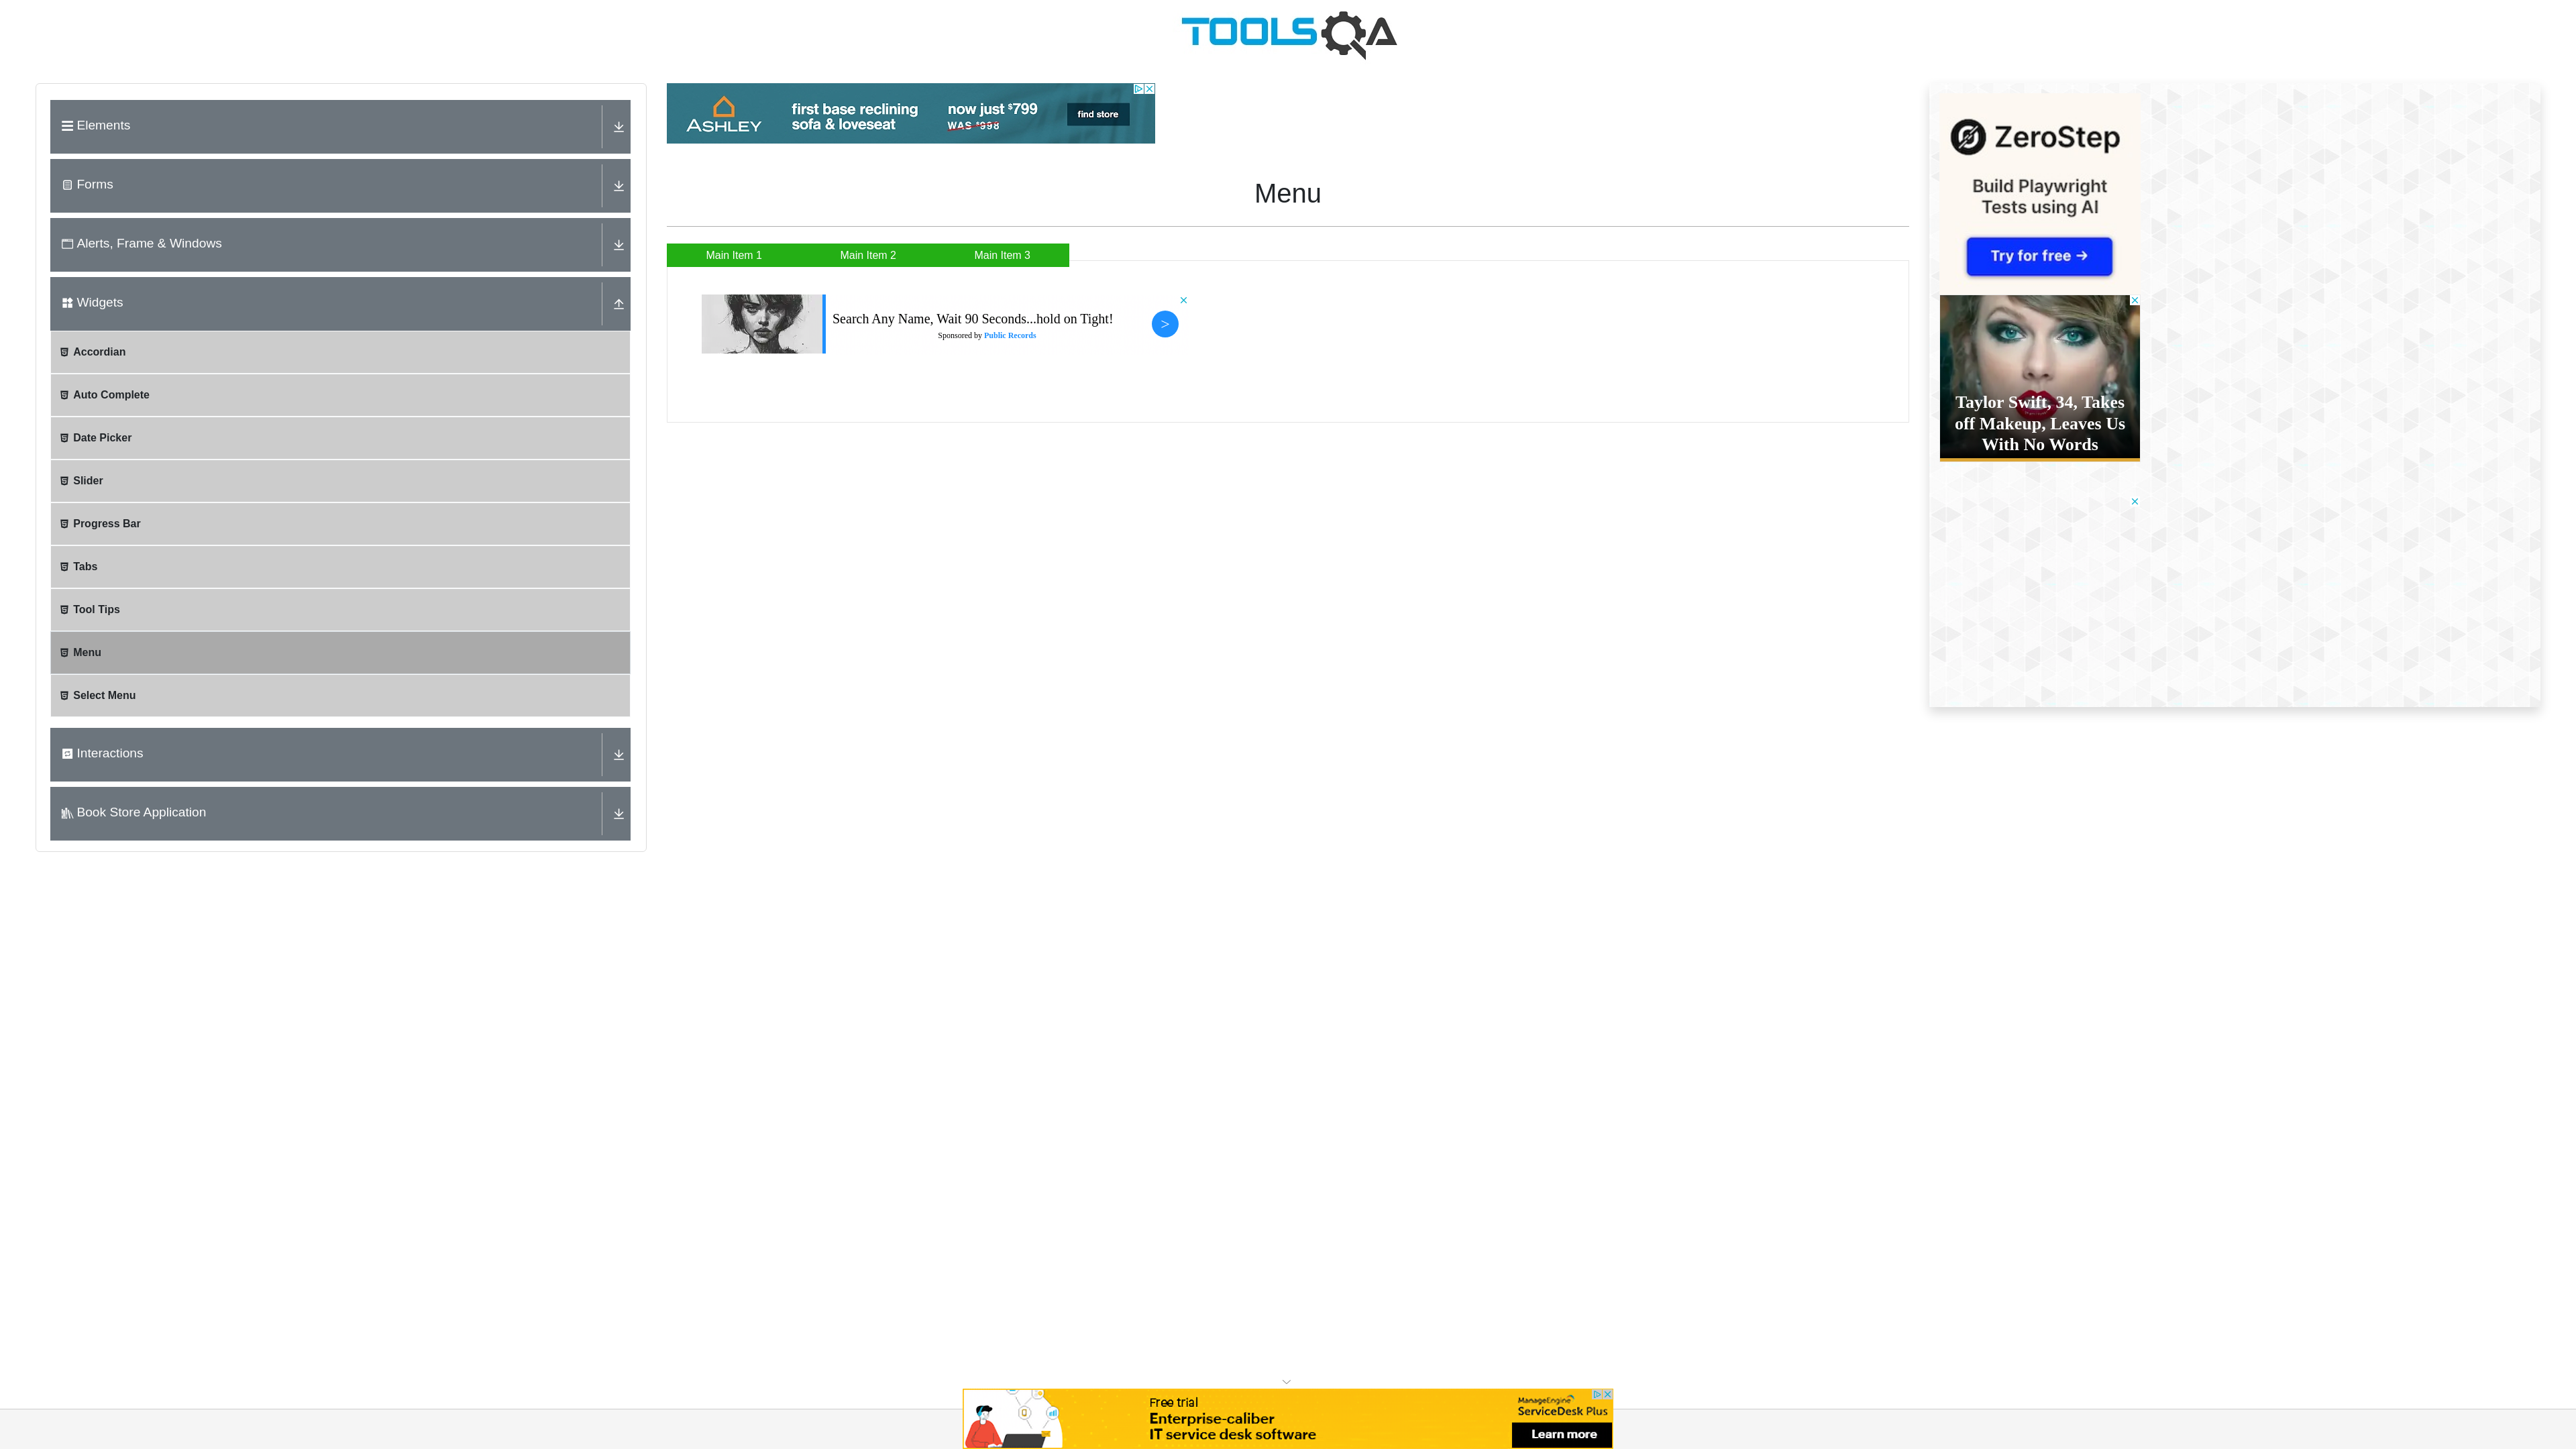 TOOLSQA
Elements
Forms
Alerts, Frame & Windows
Widgets
Accordian
Auto Complete
Date Picker
Slider
Progress Bar
Tabs
Tool Tips
Menu
Select Menu
Interactions
Book Store Application
ASHLEY
first base reclining
sofa & loveseat
now just $799
WAS $998
find store
Menu
Main Item 1
Main Item 2
Main Item 3
Search Any Name, Wait 90 Seconds...hold on Tight!
Sponsored by Public Records
>
ZeroStep
Build Playwright
Tests using AI
Try for free →
Taylor Swift, 34, Takes
off Makeup, Leaves Us
With No Words
Free trial
Enterprise-caliber
IT service desk software
ManageEngine
ServiceDesk Plus
Learn more